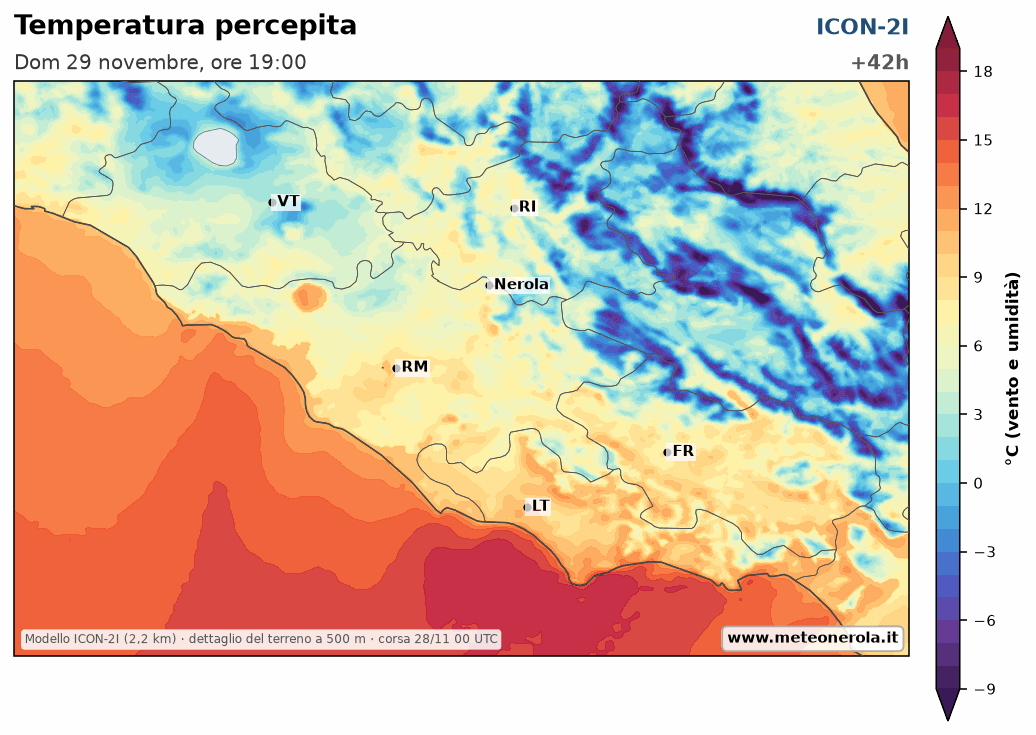 Temperatura percepita
ICON-2I
Dom 29 novembre, ore 19:00
+42h
18
15
12
9
6
3
0
−3
−6
−9
°C (vento e umidità)
VT
RI
Nerola
RM
FR
LT
Modello ICON-2I (2,2 km) · dettaglio del terreno a 500 m · corsa 28/11 00 UTC
www.meteonerola.it